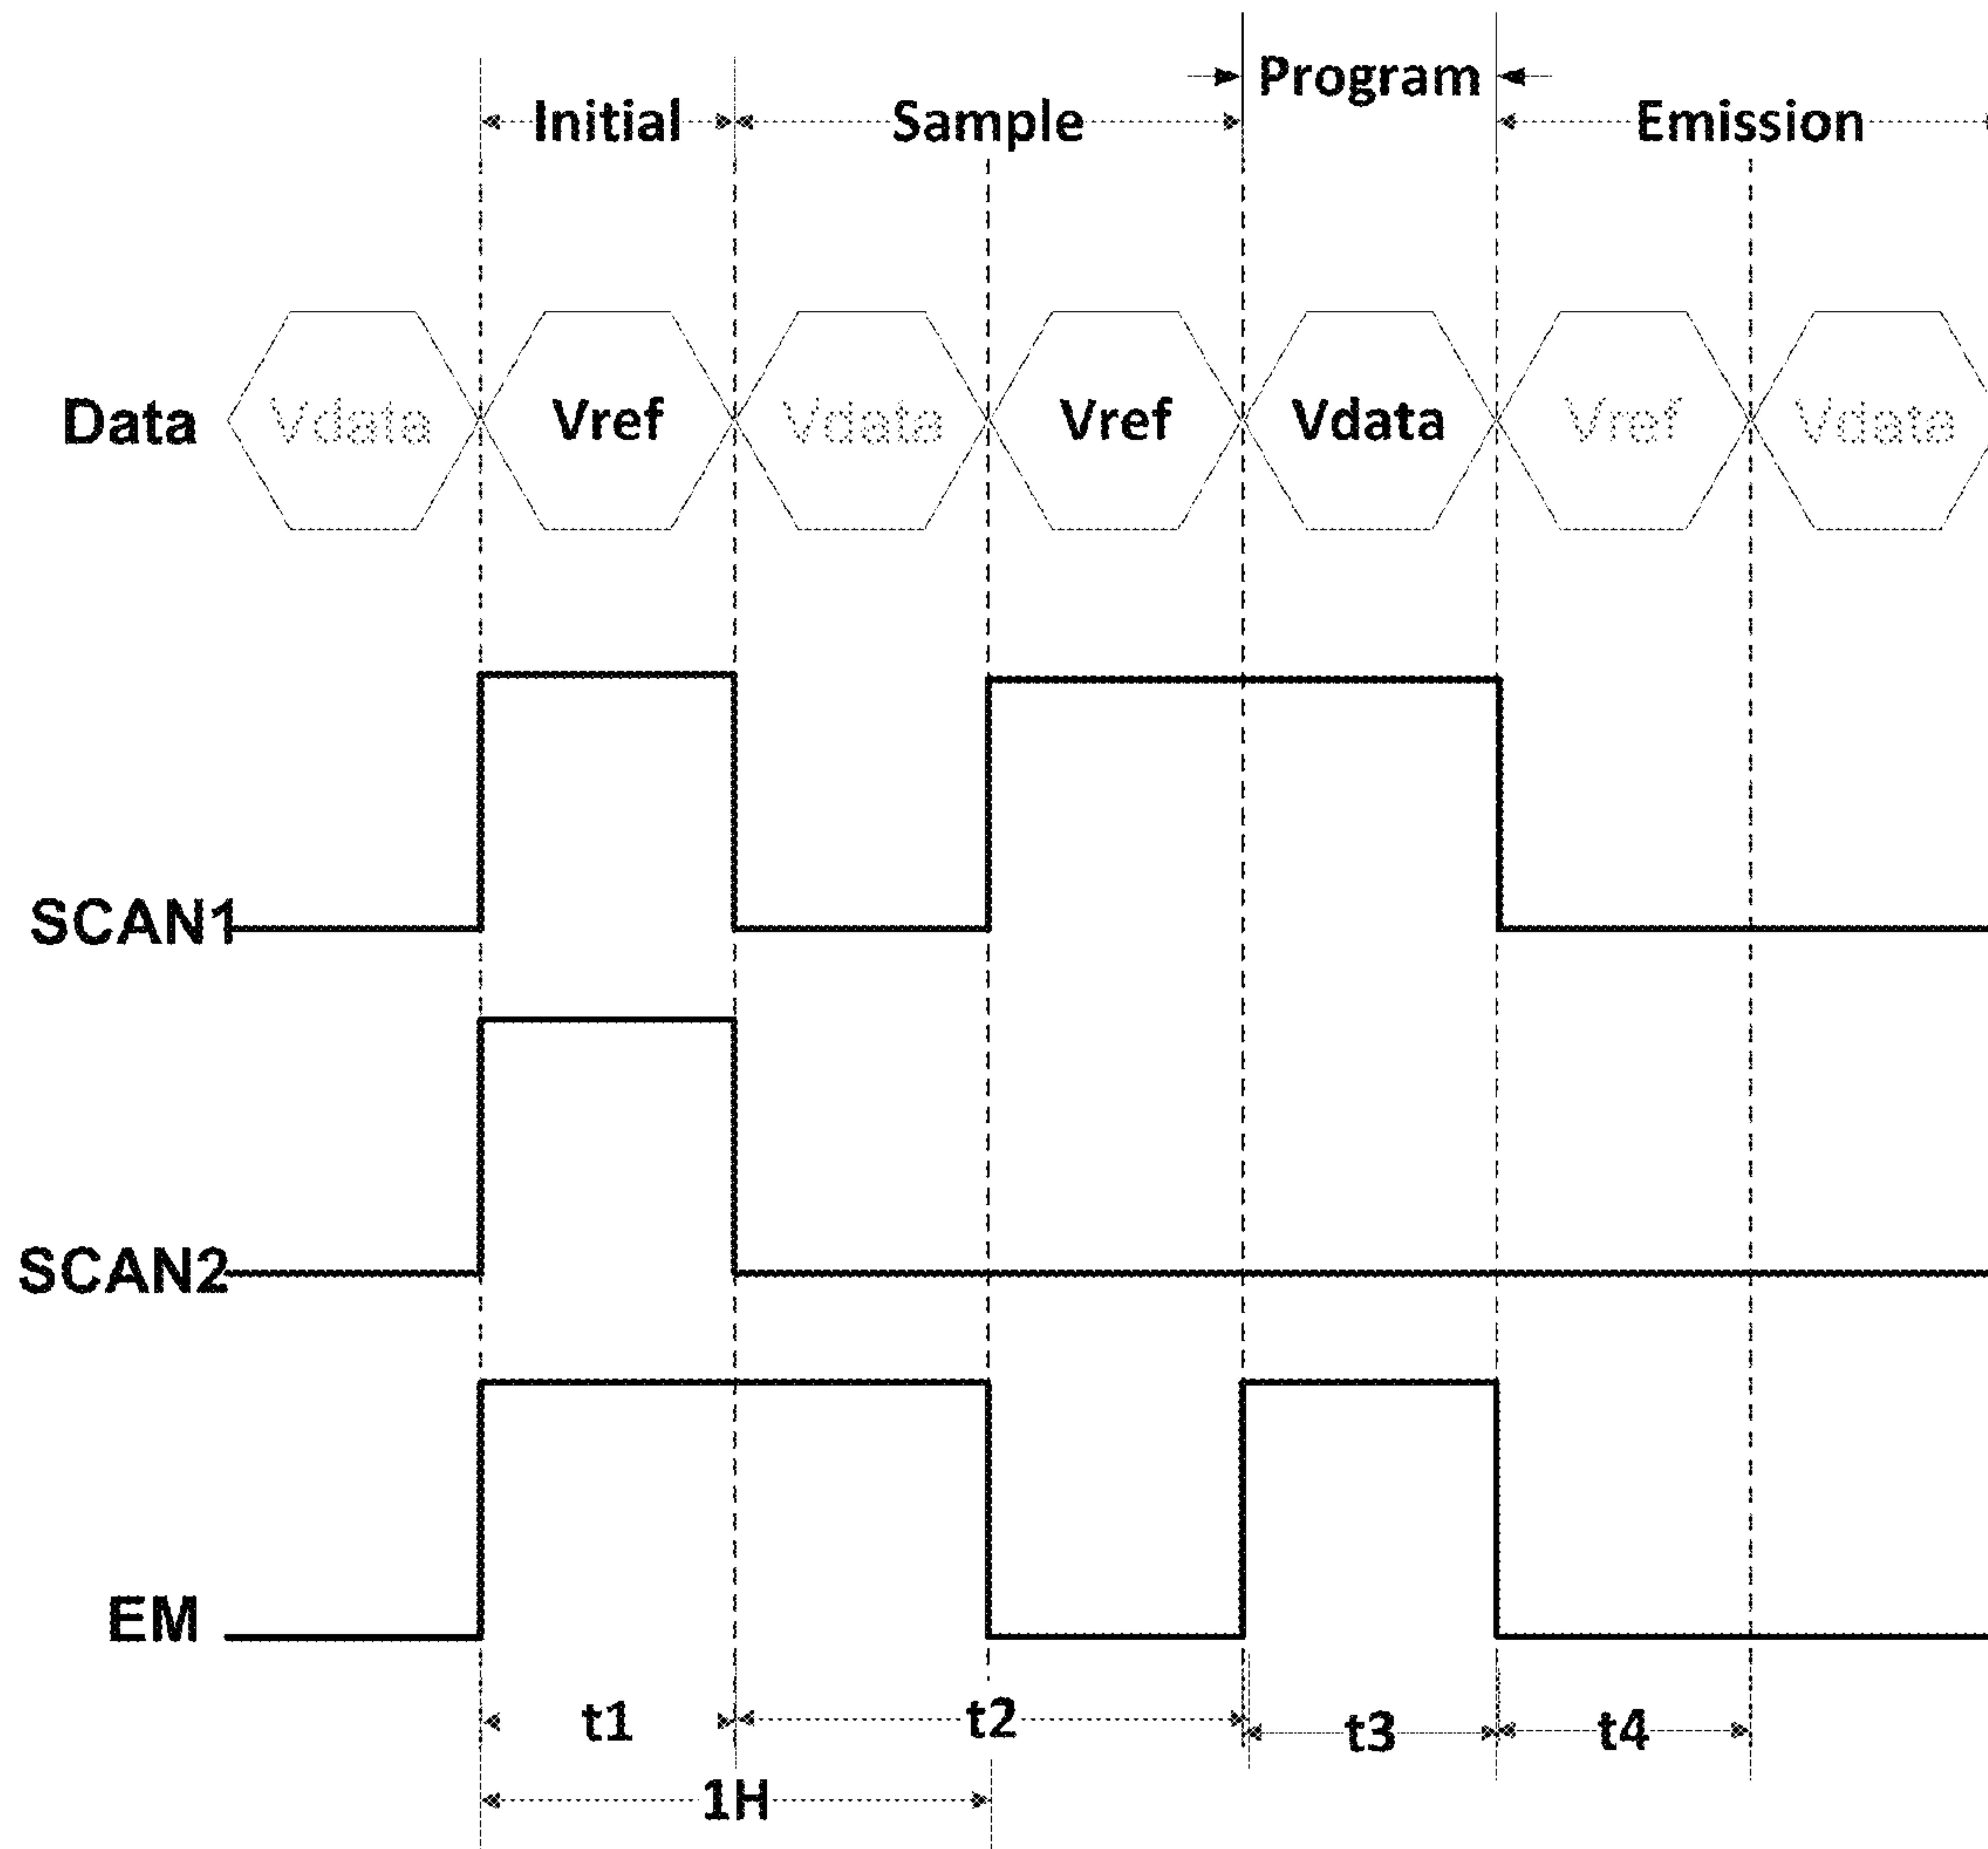 Program
Initial Sample Emission
Data Vdata Vref Vdata Vref Vdata Vref Vdata
SCAN1
SCAN2
EM
t1 t2 t3 t4
1H